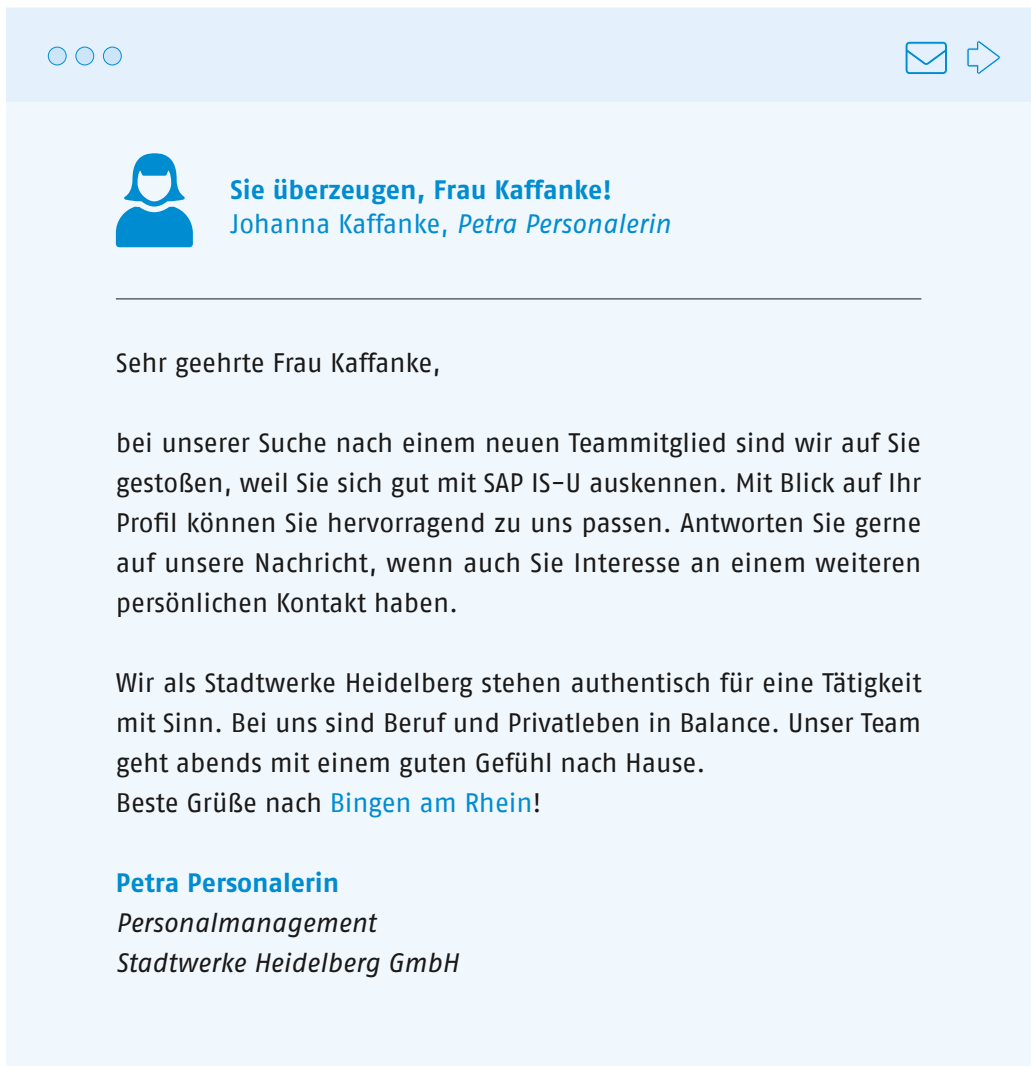 Sie überzeugen, Frau Kaffanke!
Johanna Kaffanke, Petra Personalerin
Sehr geehrte Frau Kaffanke,
bei unserer Suche nach einem neuen Teammitglied sind wir auf Sie
gestoßen, weil Sie sich gut mit SAP IS-U auskennen. Mit Blick auf Ihr
Profil können Sie hervorragend zu uns passen. Antworten Sie gerne
auf unsere Nachricht, wenn auch Sie Interesse an einem weiteren
persönlichen Kontakt haben.
Wir als Stadtwerke Heidelberg stehen authentisch für eine Tätigkeit
mit Sinn. Bei uns sind Beruf und Privatleben in Balance. Unser Team
geht abends mit einem guten Gefühl nach Hause.
Beste Grüße nach Bingen am Rhein!
Petra Personalerin
Personalmanagement
Stadtwerke Heidelberg GmbH